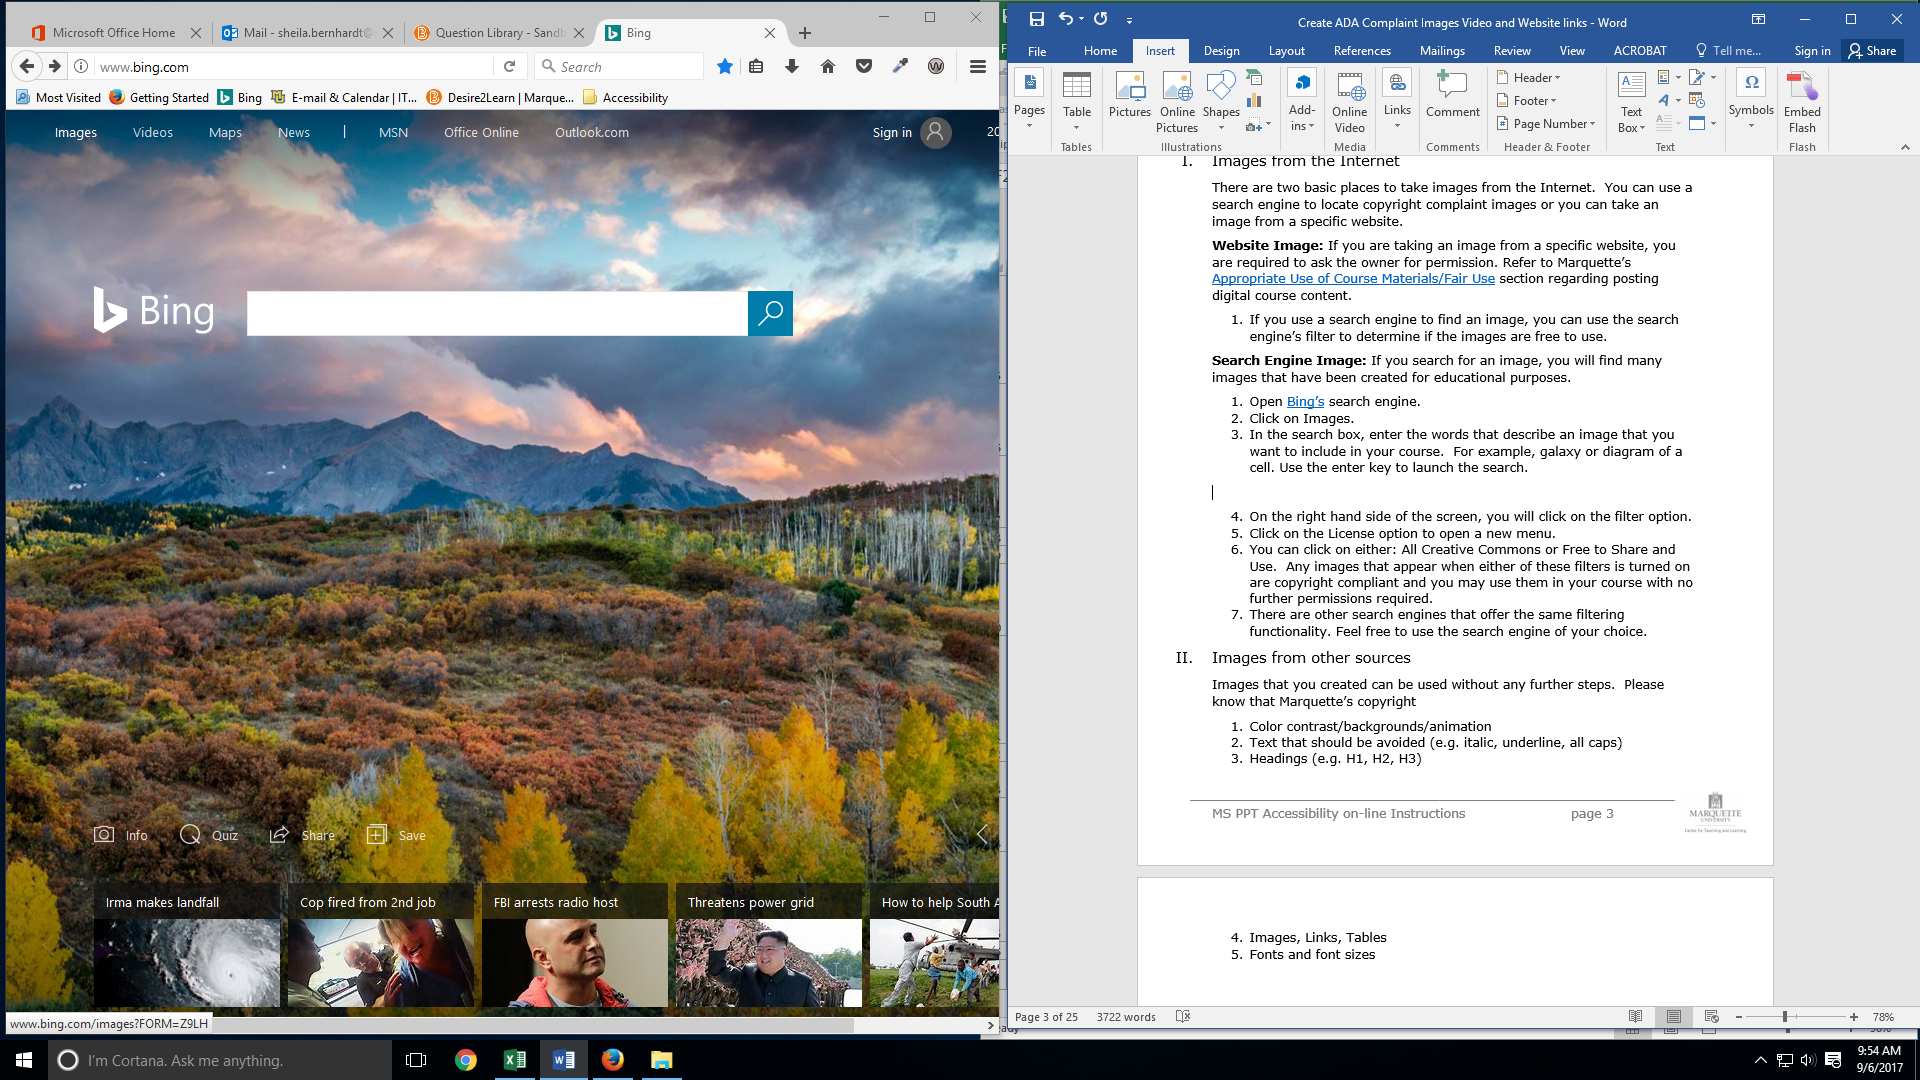 Microsoft Office Home
Mail - sheila.bernhardt@
Question Library - Sandb
Bing
www.bing.com
Search
Most Visited
Getting Started
Bing
E-mail & Calendar | IT...
Desire2Learn | Marque...
Accessibility
Images
Videos
Maps
News
MSN
Office Online
Outlook.com
Sign in
20
Bing
Info
Quiz
Share
Save
Irma makes landfall
Cop fired from 2nd job
FBI arrests radio host
Threatens power grid
How to help South A
www.bing.com/images?FORM=Z9LH
Create ADA Complaint Images Video and Website links - Word
File
Home
Insert
Design
Layout
References
Mailings
Review
View
ACROBAT
Tell me...
Sign in
Share
Pages
Table
Pictures
Online
Pictures
Shapes
Add-
ins
Online
Video
Links
Comment
Header
Footer
Page Number
Text
Box
Symbols
Embed
Flash
Tables
Illustrations
Media
Comments
Header & Footer
Text
Flash
I. Images from the Internet
There are two basic places to take images from the Internet.  You can use a
search engine to locate copyright complaint images or you can take an
image from a specific website.
Website Image: If you are taking an image from a specific website, you
are required to ask the owner for permission. Refer to Marquette’s
Appropriate Use of Course Materials/Fair Use section regarding posting
digital course content.
1. If you use a search engine to find an image, you can use the search
engine’s filter to determine if the images are free to use.
Search Engine Image: If you search for an image, you will find many
images that have been created for educational purposes.
1. Open Bing’s search engine.
2. Click on Images.
3. In the search box, enter the words that describe an image that you
want to include in your course.  For example, galaxy or diagram of a
cell. Use the enter key to launch the search.
4. On the right hand side of the screen, you will click on the filter option.
5. Click on the License option to open a new menu.
6. You can click on either: All Creative Commons or Free to Share and
Use.  Any images that appear when either of these filters is turned on
are copyright compliant and you may use them in your course with no
further permissions required.
7. There are other search engines that offer the same filtering
functionality. Feel free to use the search engine of your choice.
II. Images from other sources
Images that you created can be used without any further steps.  Please
know that Marquette’s copyright
1. Color contrast/backgrounds/animation
2. Text that should be avoided (e.g. italic, underline, all caps)
3. Headings (e.g. H1, H2, H3)
MS PPT Accessibility on-line Instructions page 3
MARQUETTE
UNIVERSITY
Center for Teaching and Learning
4. Images, Links, Tables
5. Fonts and font sizes
Page 3 of 25
3722 words
78%
I'm Cortana. Ask me anything.
9:54 AM
9/6/2017